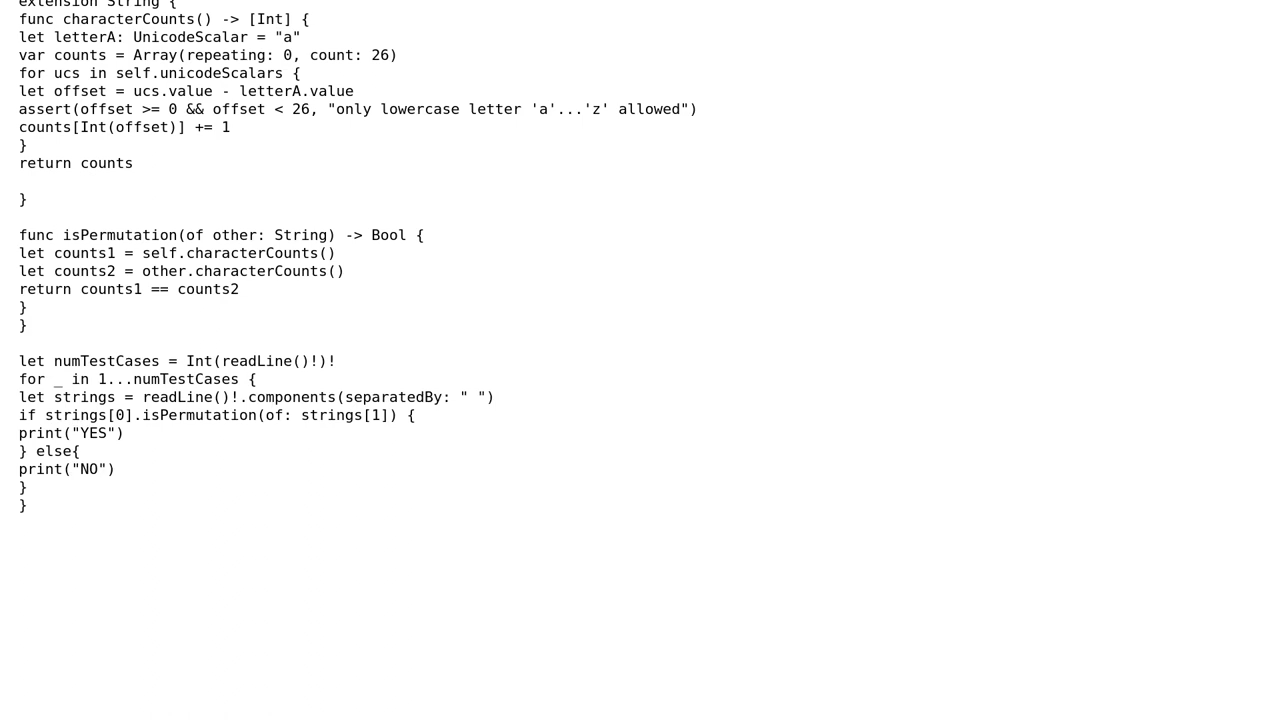 extension String {
func characterCounts() -> [Int] {
let letterA: UnicodeScalar = "a"
var counts = Array(repeating: 0, count: 26)
for ucs in self.unicodeScalars {
let offset = ucs.value - letterA.value
assert(offset >= 0 && offset < 26, "only lowercase letter 'a'...'z' allowed")
counts[Int(offset)] += 1
}
return counts
}
func isPermutation(of other: String) -> Bool {
let counts1 = self.characterCounts()
let counts2 = other.characterCounts()
return counts1 == counts2
}
}
let numTestCases = Int(readLine()!)!
for _ in 1...numTestCases {
let strings = readLine()!.components(separatedBy: " ")
if strings[0].isPermutation(of: strings[1]) {
print("YES")
} else{
print("NO")
}
}